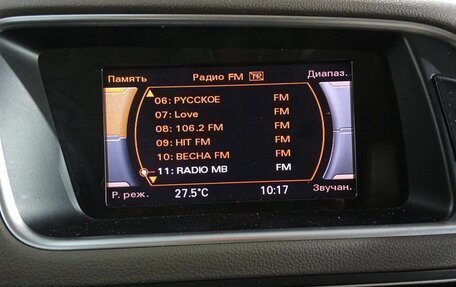 Память Радио FM TP Диапаз.
06: РУССКОЕ FM
07: Love FM
08: 106.2 FM FM
09: HIT FM FM
10: ВЕСНА FM FM
11: RADIO MB FM
Р. реж. 27.5°C 10:17 Звучан.